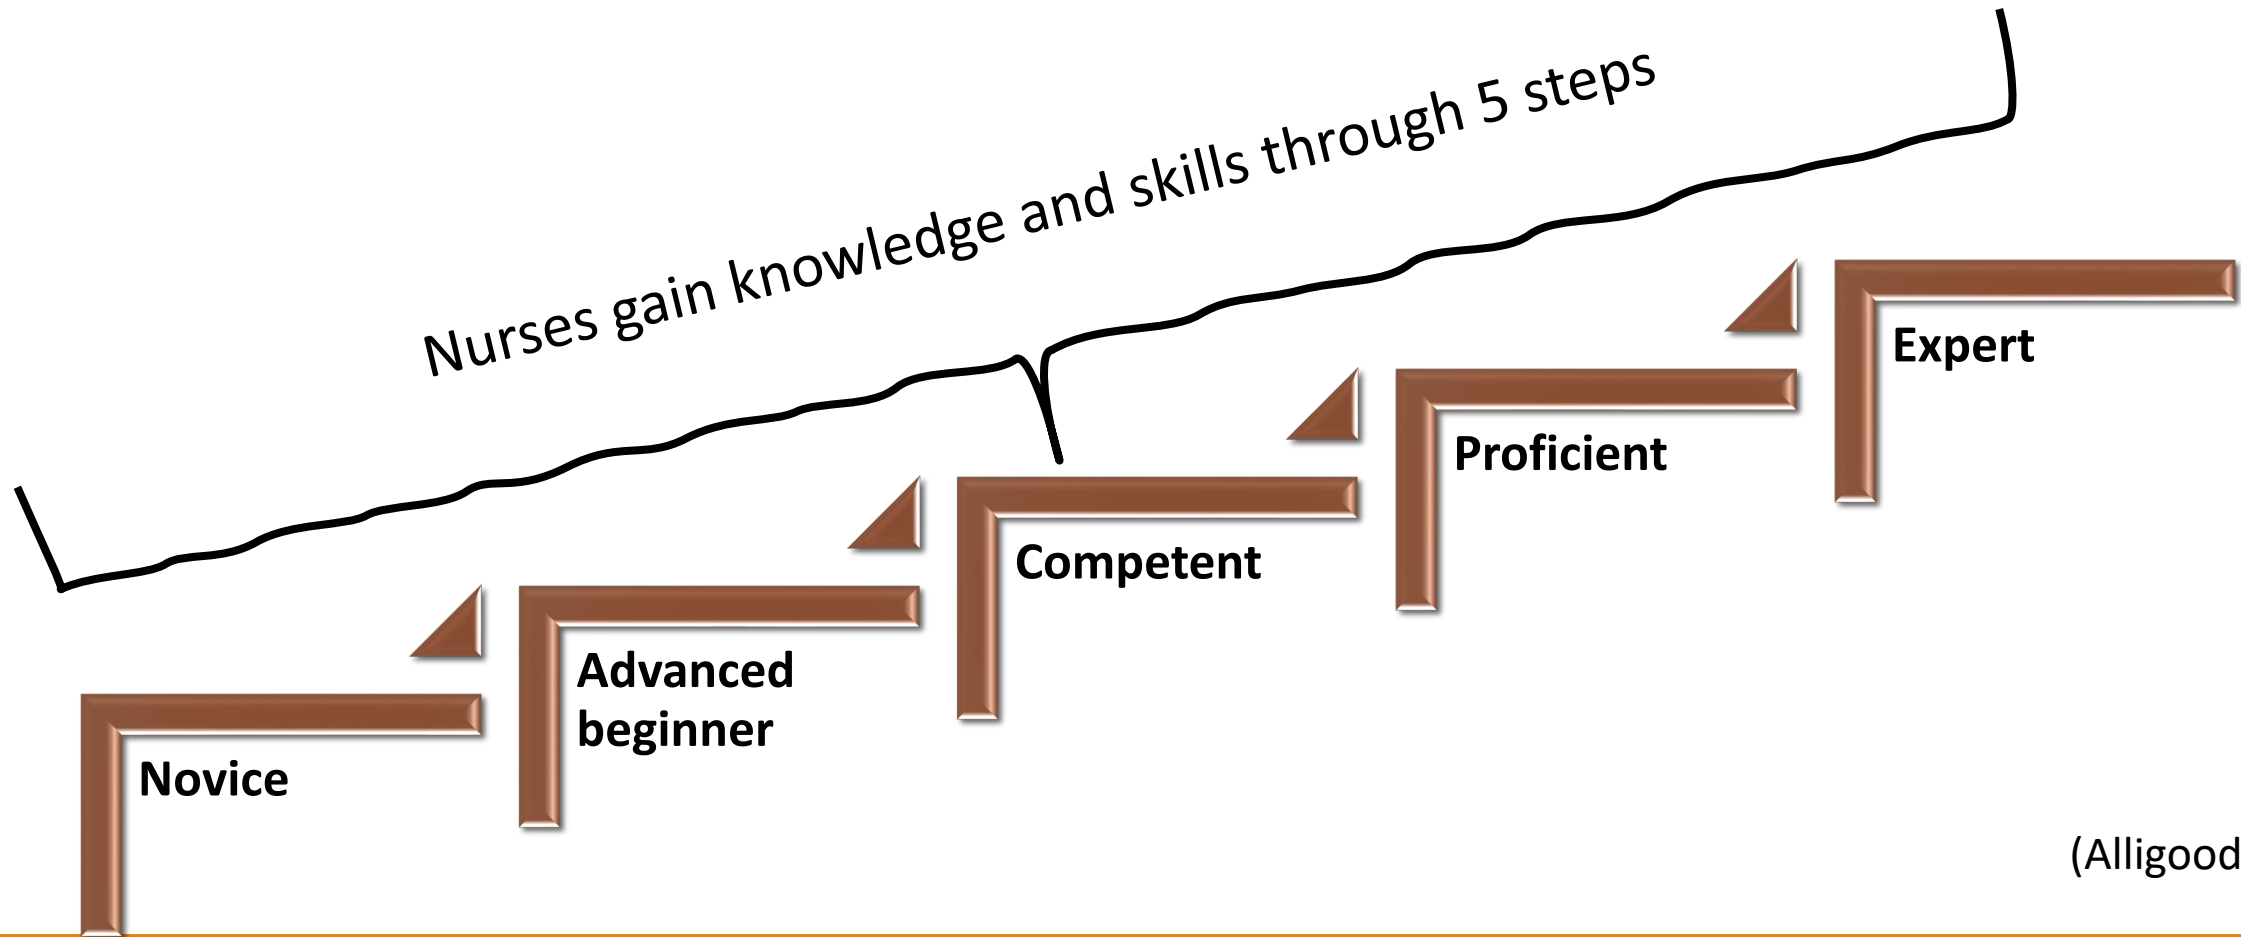 Nurses gain knowledge and skills through 5 steps
Expert
Proficient
Competent
Advanced
beginner
Novice
(Alligood